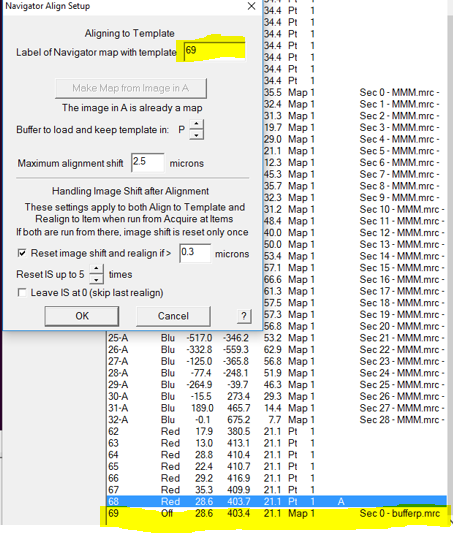 Navigator Align Setup
Aligning to Template
Label of Navigator map with template
69
Make Map from Image in A
The image in A is already a map
Buffer to load and keep template in: P
Maximum alignment shift 2.5 microns
Handling Image Shift after Alignment
These settings apply to both Align to Template and
Realign to Item when run from Acquire at Items
If both are run from there, image shift is reset only once
Reset image shift and realign if > 0.3 microns
Reset IS up to 5 times
Leave IS at 0 (skip last realign)
OK Cancel ?
34.4 Pt 1
34.4 Pt 1
34.4 Pt 1
34.4 Pt 1
34.4 Pt 1
35.5 Map 1 Sec 0 - MMM.mrc -
32.4 Map 1 Sec 1 - MMM.mrc -
31.3 Map 1 Sec 2 - MMM.mrc -
19.7 Map 1 Sec 3 - MMM.mrc -
29.0 Map 1 Sec 4 - MMM.mrc -
21.1 Map 1 Sec 5 - MMM.mrc -
12.3 Map 1 Sec 6 - MMM.mrc -
45.3 Map 1 Sec 7 - MMM.mrc -
35.7 Map 1 Sec 8 - MMM.mrc -
32.3 Map 1 Sec 9 - MMM.mrc -
31.2 Map 1 Sec 10 - MMM.mrc -
48.4 Map 1 Sec 11 - MMM.mrc -
40.0 Map 1 Sec 12 - MMM.mrc -
50.0 Map 1 Sec 13 - MMM.mrc -
53.4 Map 1 Sec 14 - MMM.mrc -
57.1 Map 1 Sec 15 - MMM.mrc -
66.6 Map 1 Sec 16 - MMM.mrc -
61.3 Map 1 Sec 17 - MMM.mrc -
57.5 Map 1 Sec 18 - MMM.mrc -
57.3 Map 1 Sec 19 - MMM.mrc -
56.8 Map 1 Sec 20 - MMM.mrc -
25-A Blu -517.0 -346.2 53.2 Map 1 Sec 21 - MMM.mrc -
26-A Blu -332.8 -559.3 62.9 Map 1 Sec 22 - MMM.mrc -
27-A Blu -125.0 -365.8 56.8 Map 1 Sec 23 - MMM.mrc -
28-A Blu -77.4 -248.1 51.9 Map 1 Sec 24 - MMM.mrc -
29-A Blu -264.9 -39.7 46.3 Map 1 Sec 25 - MMM.mrc -
30-A Blu -15.5 273.4 29.3 Map 1 Sec 26 - MMM.mrc -
31-A Blu 189.0 465.7 14.4 Map 1 Sec 27 - MMM.mrc -
32-A Blu -0.1 675.2 7.7 Map 1 Sec 28 - MMM.mrc -
62 Red 17.9 380.5 21.1 Pt 1
63 Red 13.0 413.1 21.1 Pt 1
64 Red 28.8 410.4 21.1 Pt 1
65 Red 22.4 410.7 21.1 Pt 1
66 Red 29.2 416.9 21.1 Pt 1
67 Red 35.3 409.9 21.1 Pt 1
68 Red 28.6 403.7 21.1 Pt 1 A
69 Off 28.6 403.4 21.1 Map 1 Sec 0 - bufferp.mrc